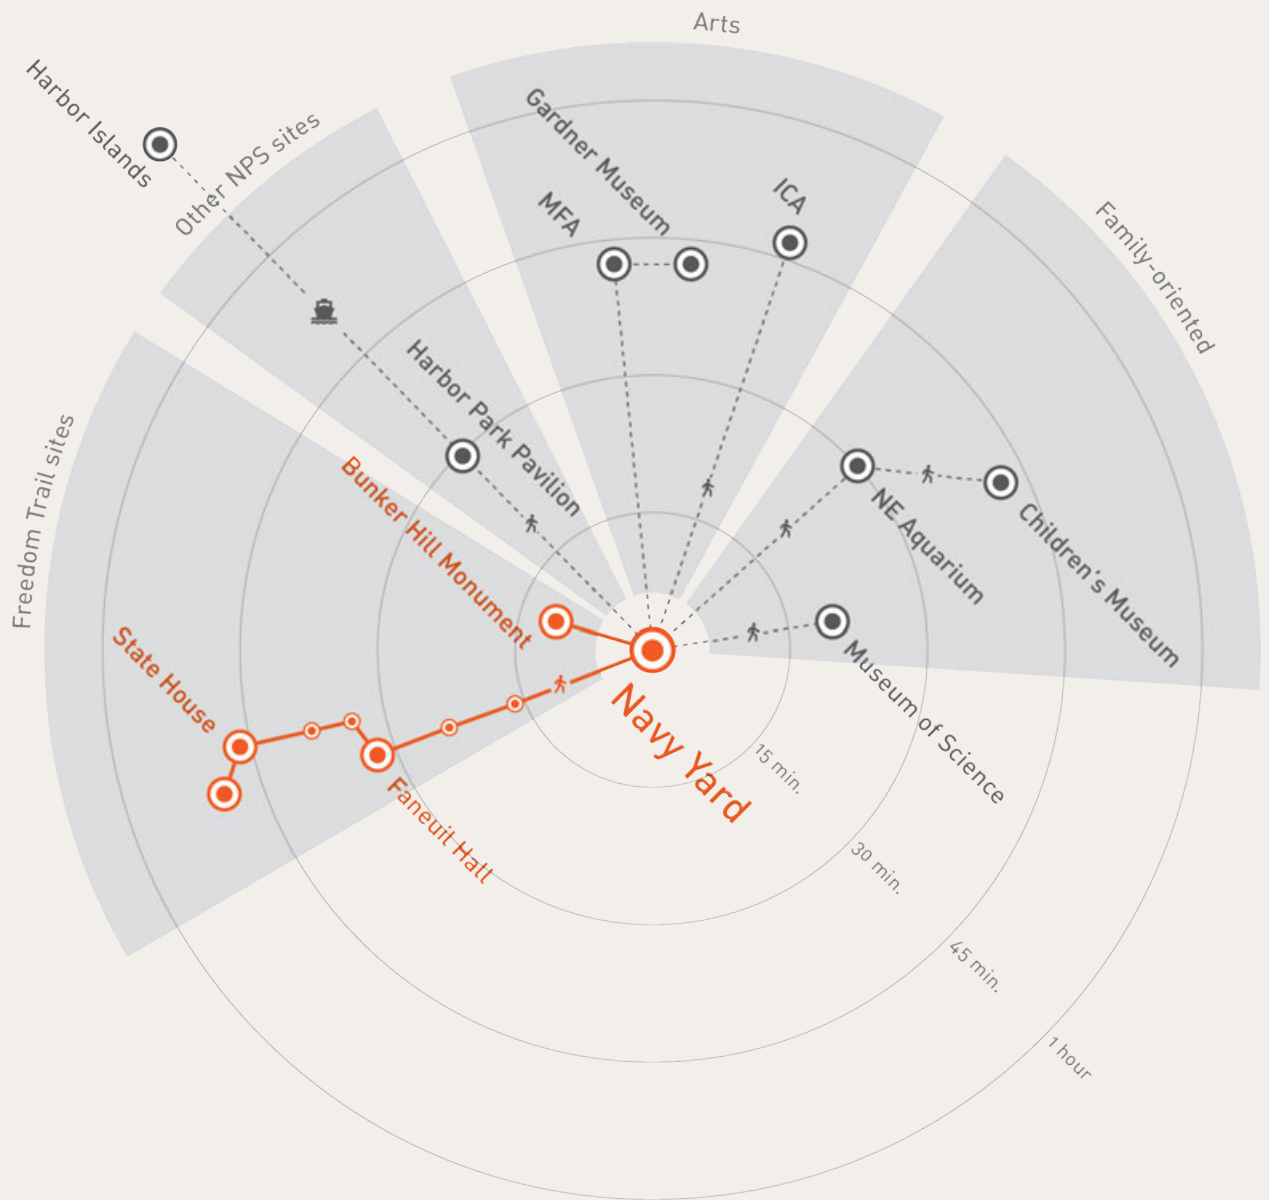 Arts
Harbor Islands
Other NPS sites
Gardner Museum
MFA
ICA
Family-oriented
Harbor Park Pavilion
Freedom Trail sites
Bunker Hill Monument
NE Aquarium
Children's Museum
State House
Museum of Science
Navy Yard
Faneuil Hall
15 min.
30 min.
45 min.
1 hour